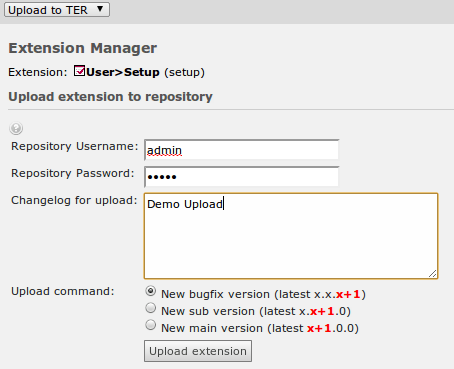 Upload to TER
Extension Manager
Extension: User>Setup (setup)
Upload extension to repository
?
Repository Username: admin
Repository Password: •••••
Changelog for upload: Demo Upload
Upload command: New bugfix version (latest x.x.x+1)
New sub version (latest x.x+1.0)
New main version (latest x+1.0.0)
Upload extension